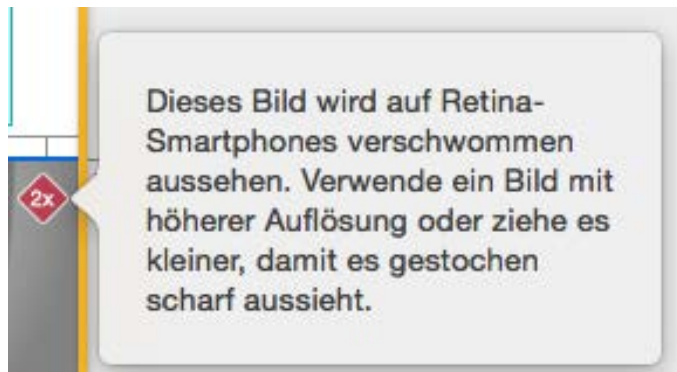 Dieses Bild wird auf Retina-
Smartphones verschwommen
aussehen. Verwende ein Bild mit
höherer Auflösung oder ziehe es
kleiner, damit es gestochen
scharf aussieht.
2x